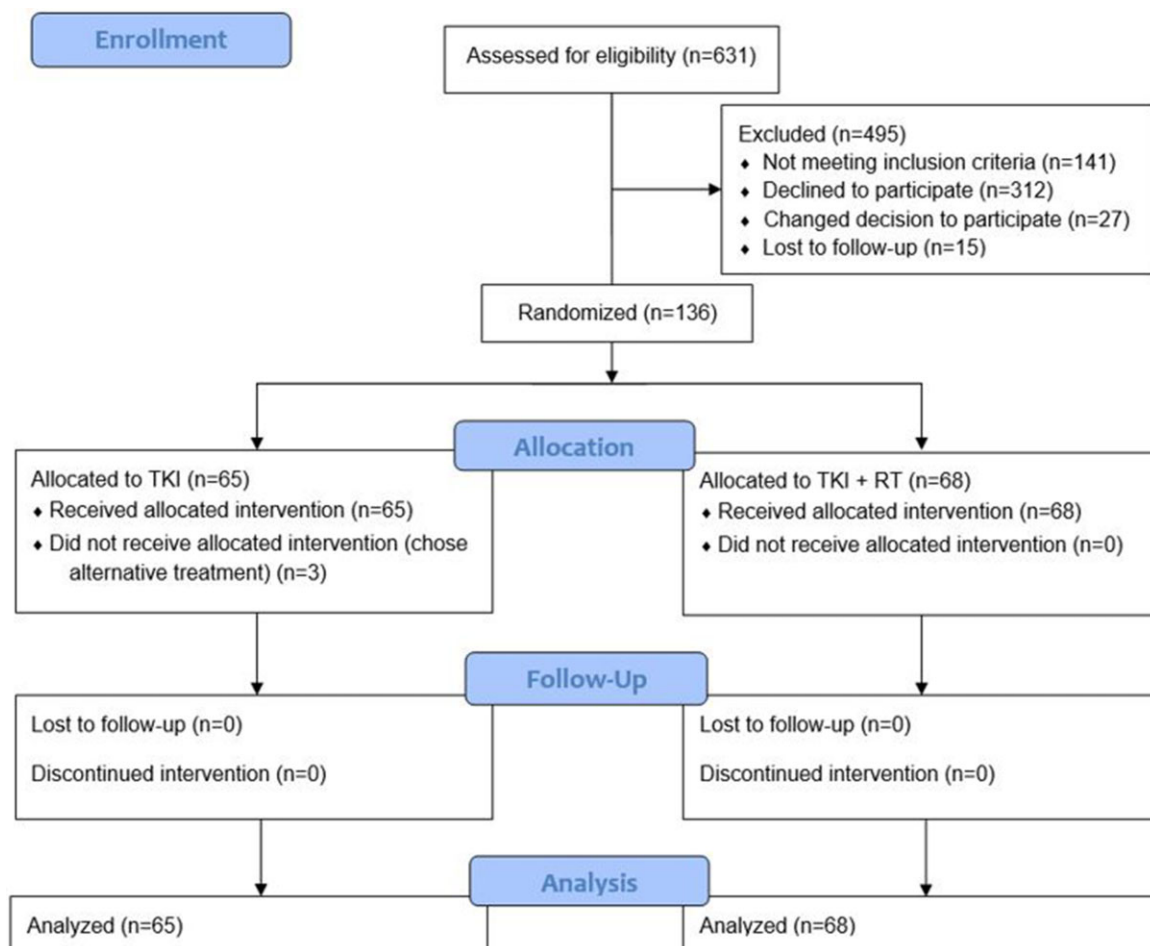 Enrollment
Assessed for eligibility (n=631)
Excluded (n=495)
♦ Not meeting inclusion criteria (n=141)
♦ Declined to participate (n=312)
♦ Changed decision to participate (n=27)
♦ Lost to follow-up (n=15)
Randomized (n=136)
Allocation
Allocated to TKI (n=65)
♦ Received allocated intervention (n=65)
♦ Did not receive allocated intervention (chose
alternative treatment) (n=3)
Allocated to TKI + RT (n=68)
♦ Received allocated intervention (n=68)
♦ Did not receive allocated intervention (n=0)
Follow-Up
Lost to follow-up (n=0)
Discontinued intervention (n=0)
Lost to follow-up (n=0)
Discontinued intervention (n=0)
Analysis
Analyzed (n=65)
Analyzed (n=68)